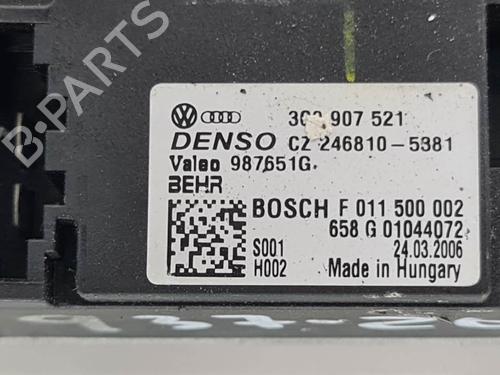 907 521
DENSO CZ 246810-5381
Valeo 987651G
BEHR
BOSCH F 011 500 002
658 G 01044072
24.03.2006
S001
H002
Made in Hungary
B-Parts